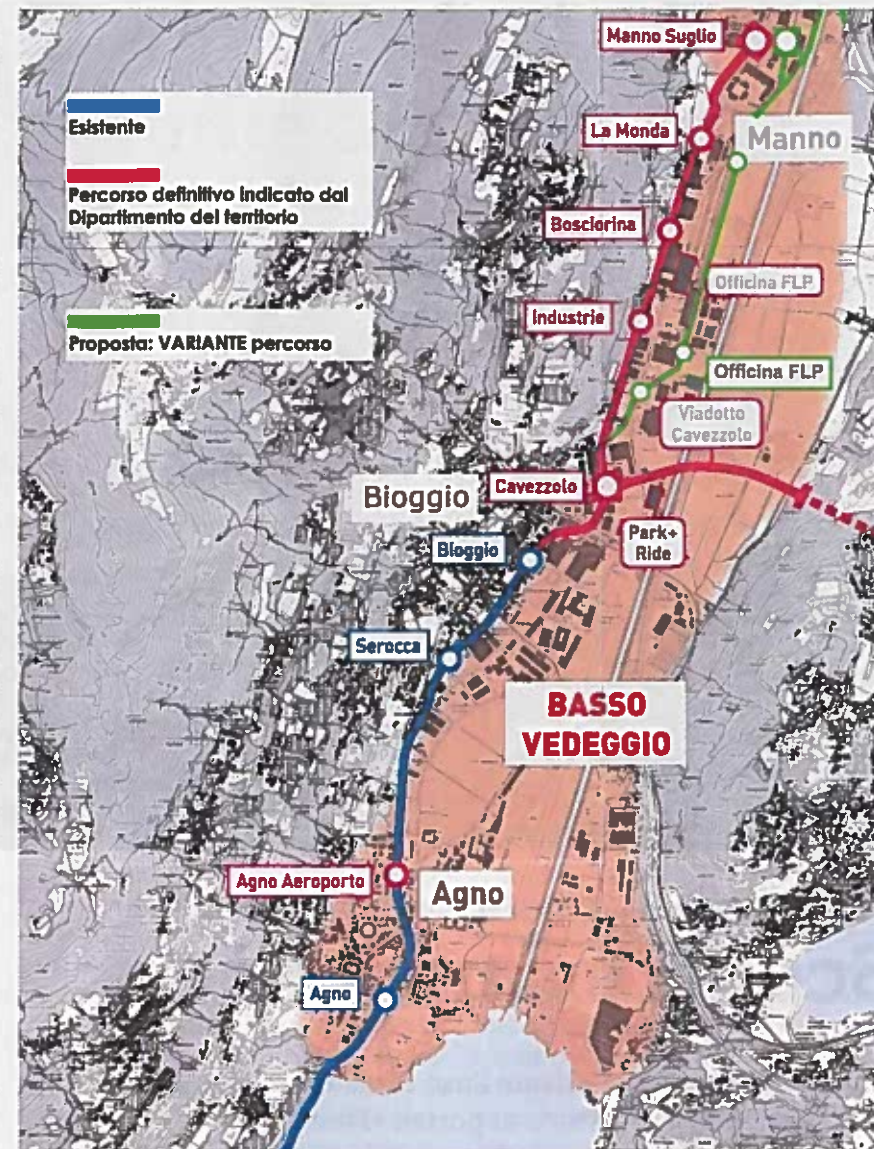 Manno Suglio
Esistente
La Monda
Manno
Percorso definitivo indicato dal
Dipartimento del territorio
Bosciorina
Officina FLP
Industrie
Proposta: VARIANTE percorso
Officina FLP
Viadotto
Cavezzolo
Cavezzolo
Bioggio
Park+
Ride
Bioggio
Serocca
BASSO
VEDEGGIO
Agno Aeroporto
Agno
Agno